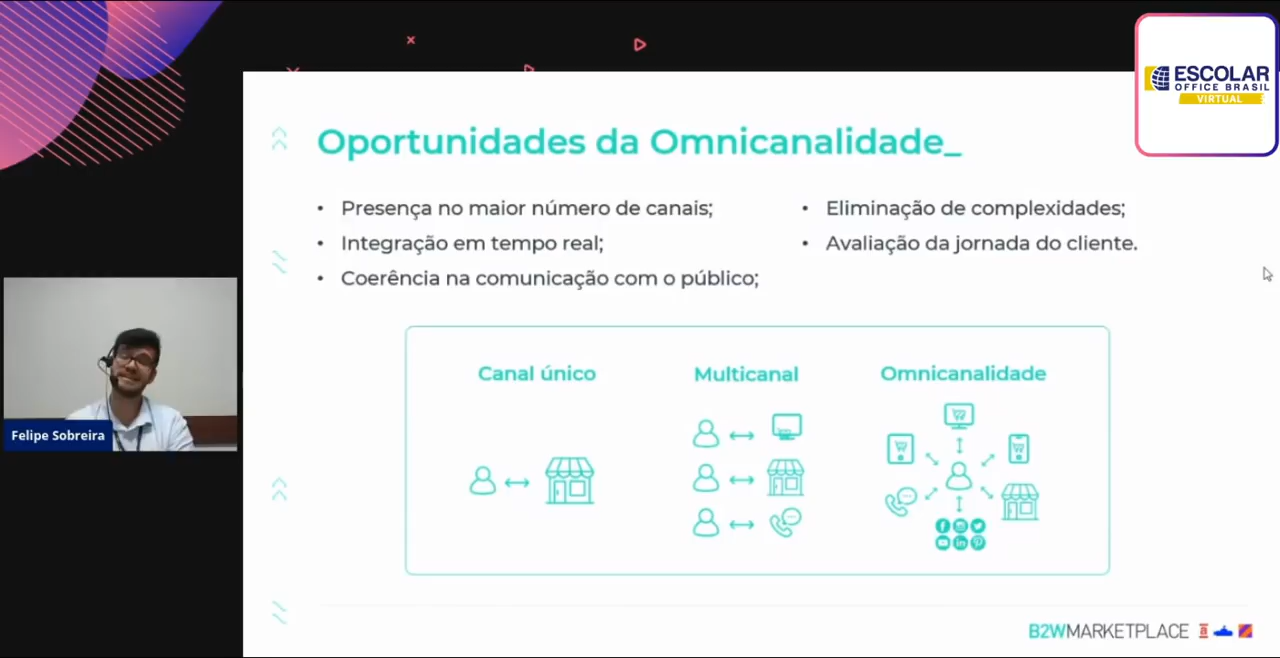 ESCOLAR
OFFICE BRASIL
VIRTUAL
Oportunidades da Omnicanalidade_
• Presença no maior número de canais;
• Integração em tempo real;
• Coerência na comunicação com o público;
• Eliminação de complexidades;
• Avaliação da jornada do cliente.
Canal único
Multicanal
Omnicanalidade
Felipe Sobreira
B2WMARKETPLACE